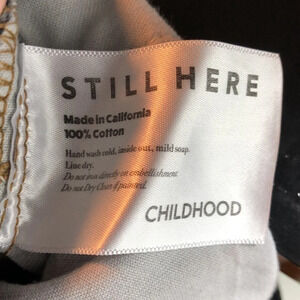 STILL HERE
Made in California
100% Cotton
Hand wash cold, inside out, mild soap.
Line dry.
Do not iron directly on embellishment.
Do not Dry Clean if painted.
CHILDHOOD